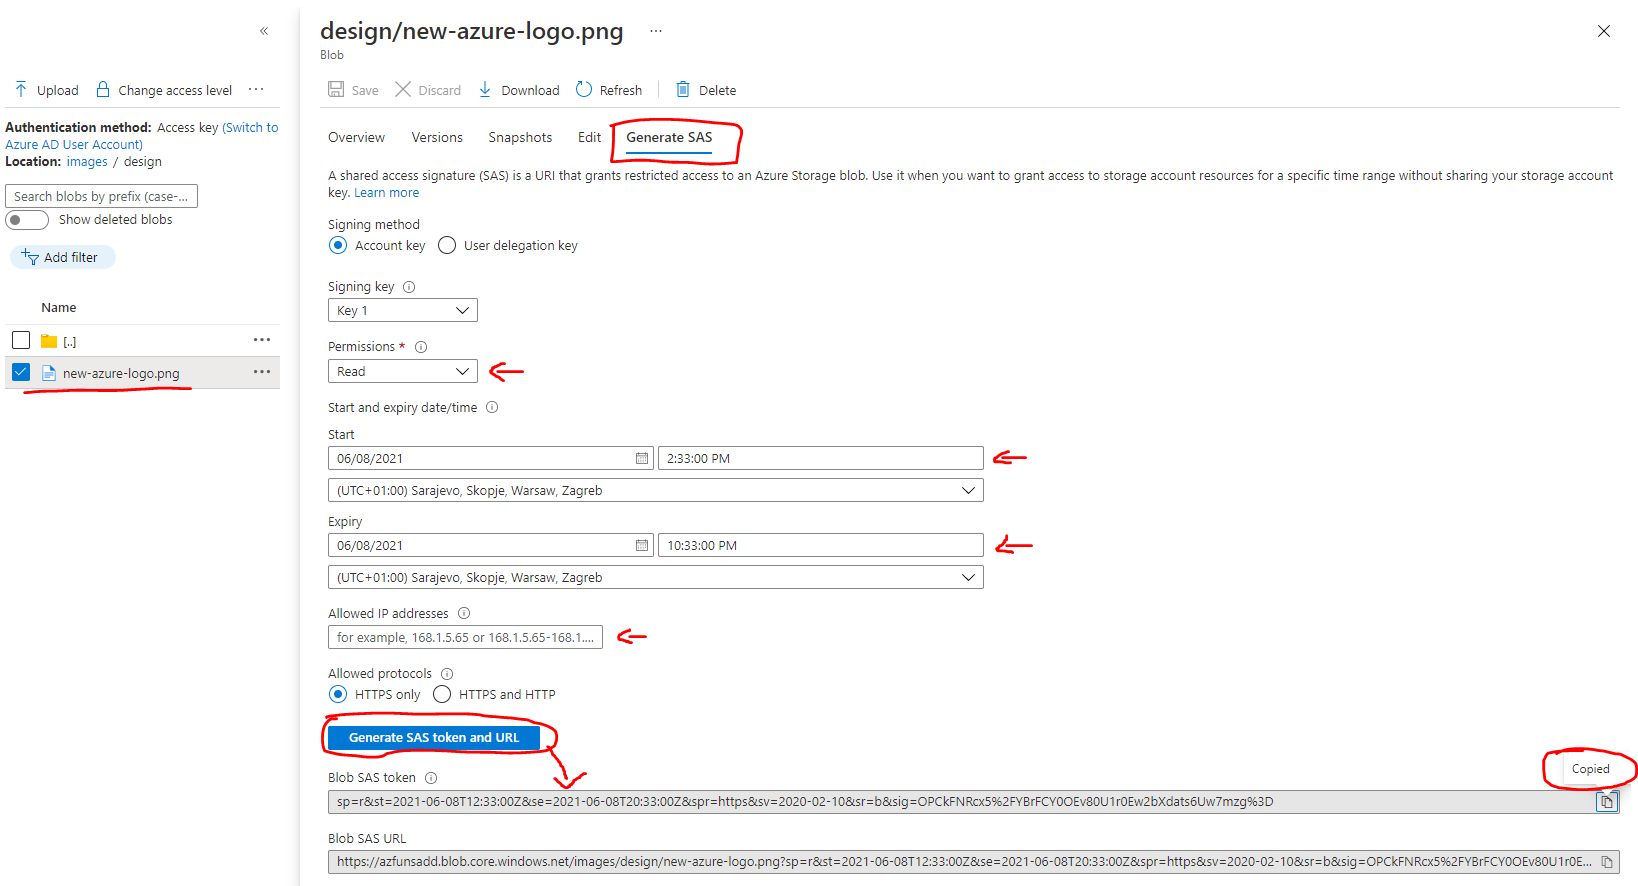 «
Upload
Change access level
...
Authentication method: Access key (Switch to
Azure AD User Account)
Location: images / design
Search blobs by prefix (case-...
Show deleted blobs
Add filter
Name
[..]
...
new-azure-logo.png
...
design/new-azure-logo.png
...
Blob
Save
Discard
Download
Refresh
Delete
Overview
Versions
Snapshots
Edit
Generate SAS
A shared access signature (SAS) is a URI that grants restricted access to an Azure Storage blob. Use it when you want to grant access to storage account resources for a specific time range without sharing your storage account
key. Learn more
Signing method
Account key
User delegation key
Signing key
Key 1
Permissions *
Read
Start and expiry date/time
Start
06/08/2021
2:33:00 PM
(UTC+01:00) Sarajevo, Skopje, Warsaw, Zagreb
Expiry
06/08/2021
10:33:00 PM
(UTC+01:00) Sarajevo, Skopje, Warsaw, Zagreb
Allowed IP addresses
for example, 168.1.5.65 or 168.1.5.65-168.1....
Allowed protocols
HTTPS only
HTTPS and HTTP
Generate SAS token and URL
Copied
Blob SAS token
sp=r&st=2021-06-08T12:33:00Z&se=2021-06-08T20:33:00Z&spr=https&sv=2020-02-10&sr=b&sig=OPCkFNRcx5%2FYBrFCY0OEv80U1r0Ew2bXdats6Uw7mzg%3D
Blob SAS URL
https://azfunsadd.blob.core.windows.net/images/design/new-azure-logo.png?sp=r&st=2021-06-08T12:33:00Z&se=2021-06-08T20:33:00Z&spr=https&sv=2020-02-10&sr=b&sig=OPCkFNRcx5%2FYBrFCY0OEv80U1r0E...